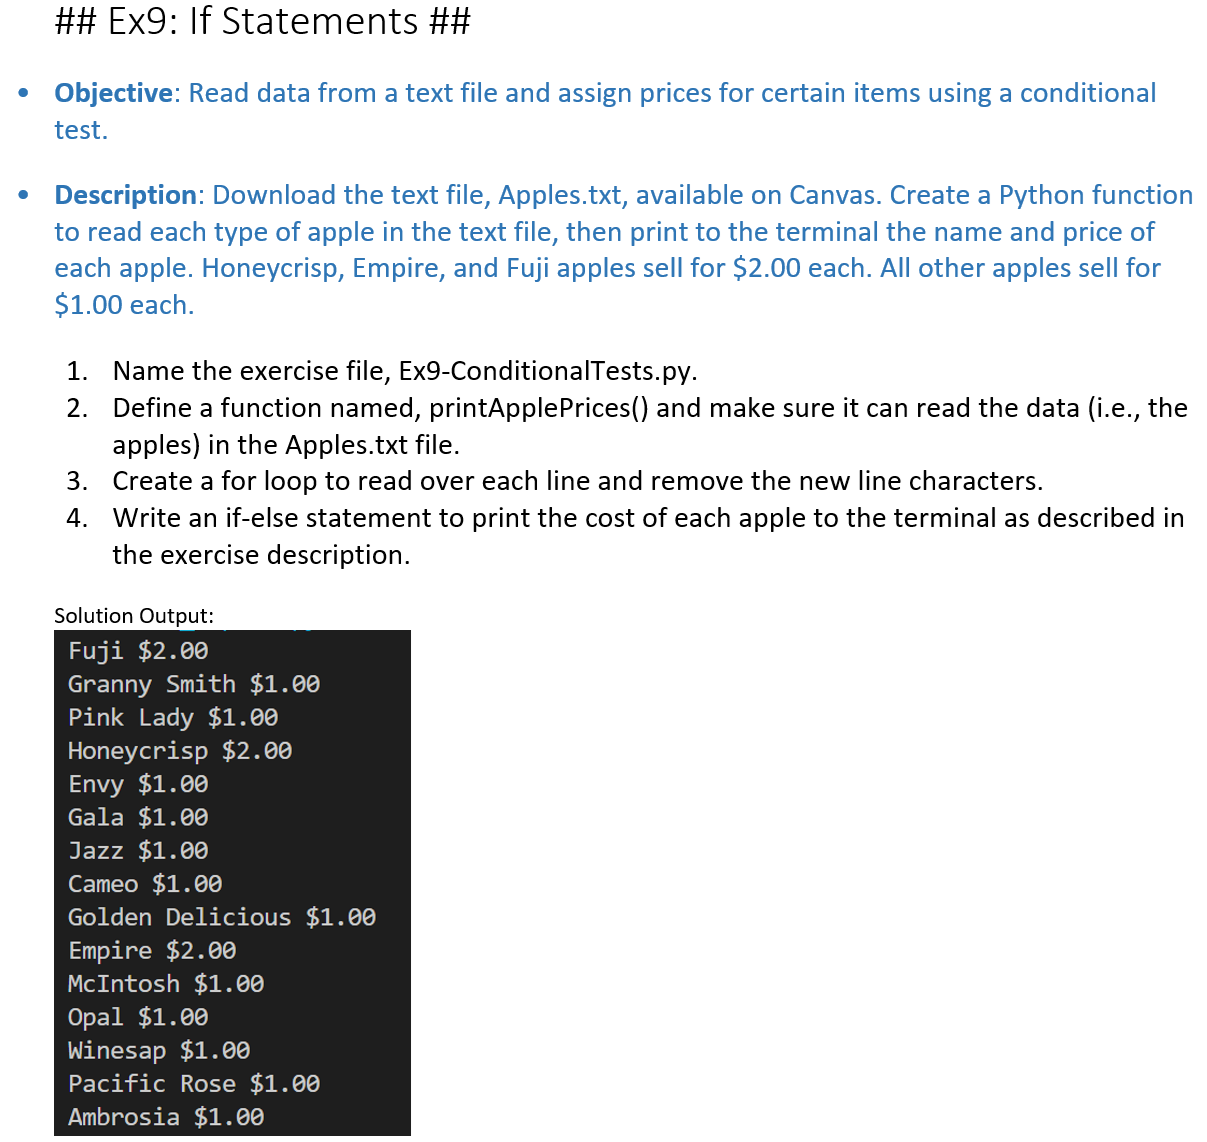 ## Ex9: If Statements ##
• Objective: Read data from a text file and assign prices for certain items using a conditional
test.
• Description: Download the text file, Apples.txt, available on Canvas. Create a Python function
to read each type of apple in the text file, then print to the terminal the name and price of
each apple. Honeycrisp, Empire, and Fuji apples sell for $2.00 each. All other apples sell for
$1.00 each.
1. Name the exercise file, Ex9-ConditionalTests.py.
2. Define a function named, printApplePrices() and make sure it can read the data (i.e., the
apples) in the Apples.txt file.
3. Create a for loop to read over each line and remove the new line characters.
4. Write an if-else statement to print the cost of each apple to the terminal as described in
the exercise description.
Solution Output:
Fuji $2.00
Granny Smith $1.00
Pink Lady $1.00
Honeycrisp $2.00
Envy $1.00
Gala $1.00
Jazz $1.00
Cameo $1.00
Golden Delicious $1.00
Empire $2.00
McIntosh $1.00
Opal $1.00
Winesap $1.00
Pacific Rose $1.00
Ambrosia $1.00